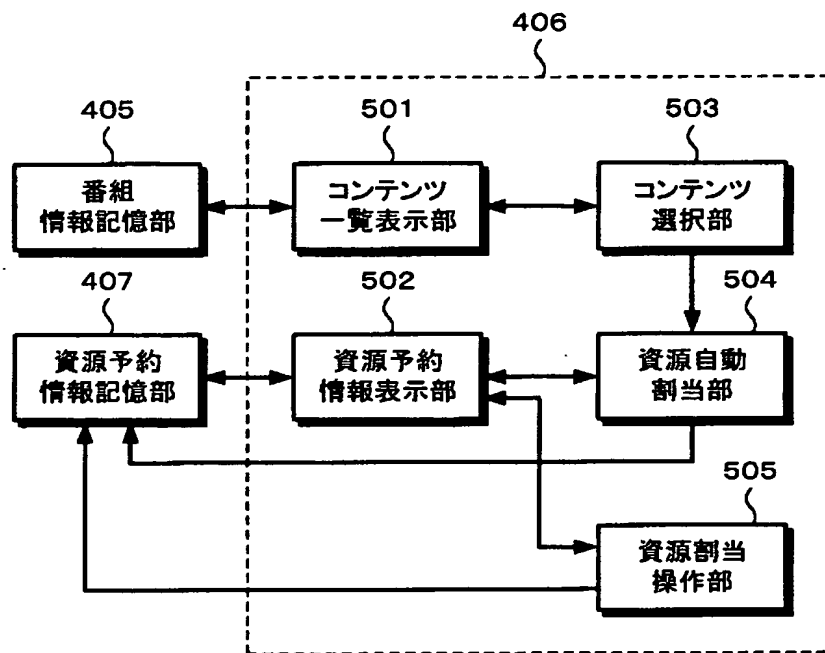 406
405
501
503
番組
情報記憶部
コンテンツ
一覧表示部
コンテンツ
選択部
407
502
504
資源予約
情報記憶部
資源予約
情報表示部
資源自動
割当部
505
資源割当
操作部